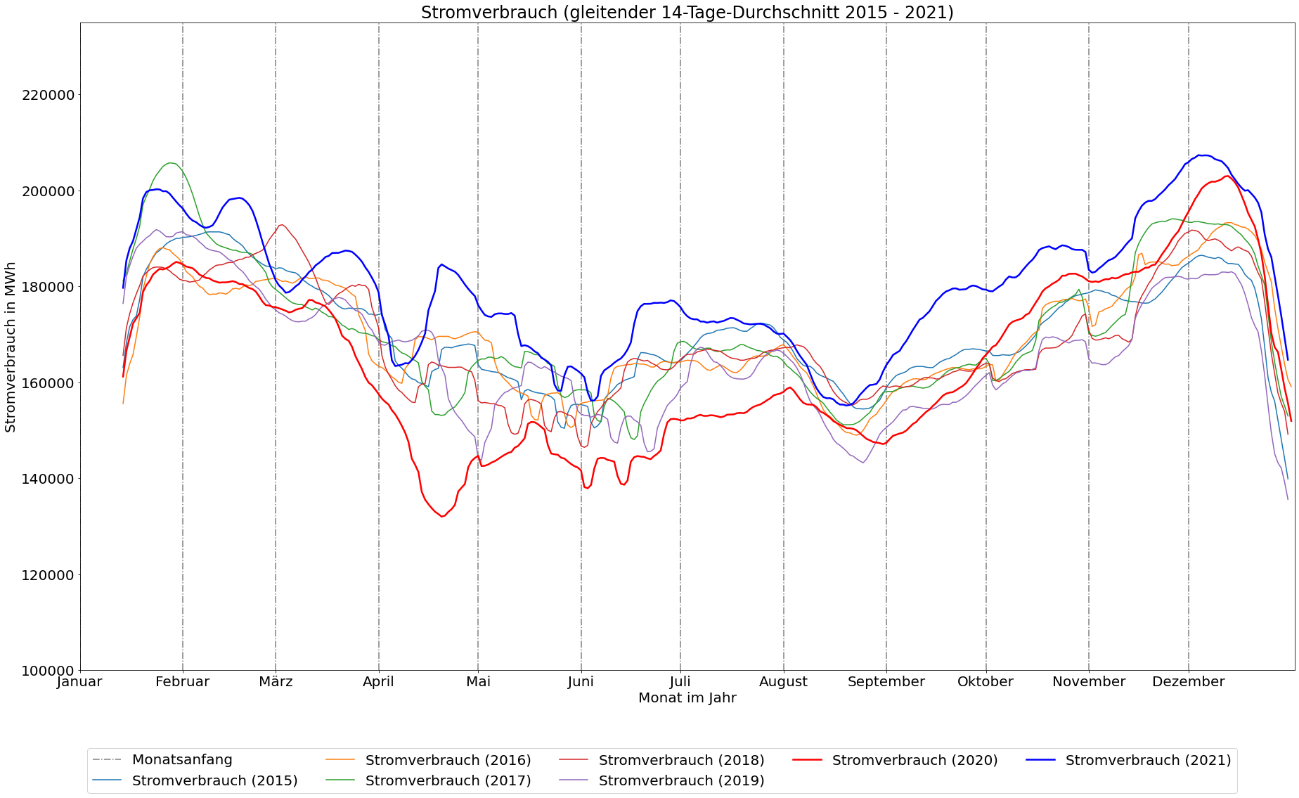 Stromverbrauch (gleitender 14-Tage-Durchschnitt 2015 - 2021)
Stromverbrauch in MWh
220000
200000
180000
160000
140000
120000
100000
Januar Februar März April Mai Juni Juli August September Oktober November Dezember
Monat im Jahr
Monatsanfang Stromverbrauch (2016) Stromverbrauch (2018) Stromverbrauch (2020) Stromverbrauch (2021)
Stromverbrauch (2015) Stromverbrauch (2017) Stromverbrauch (2019)